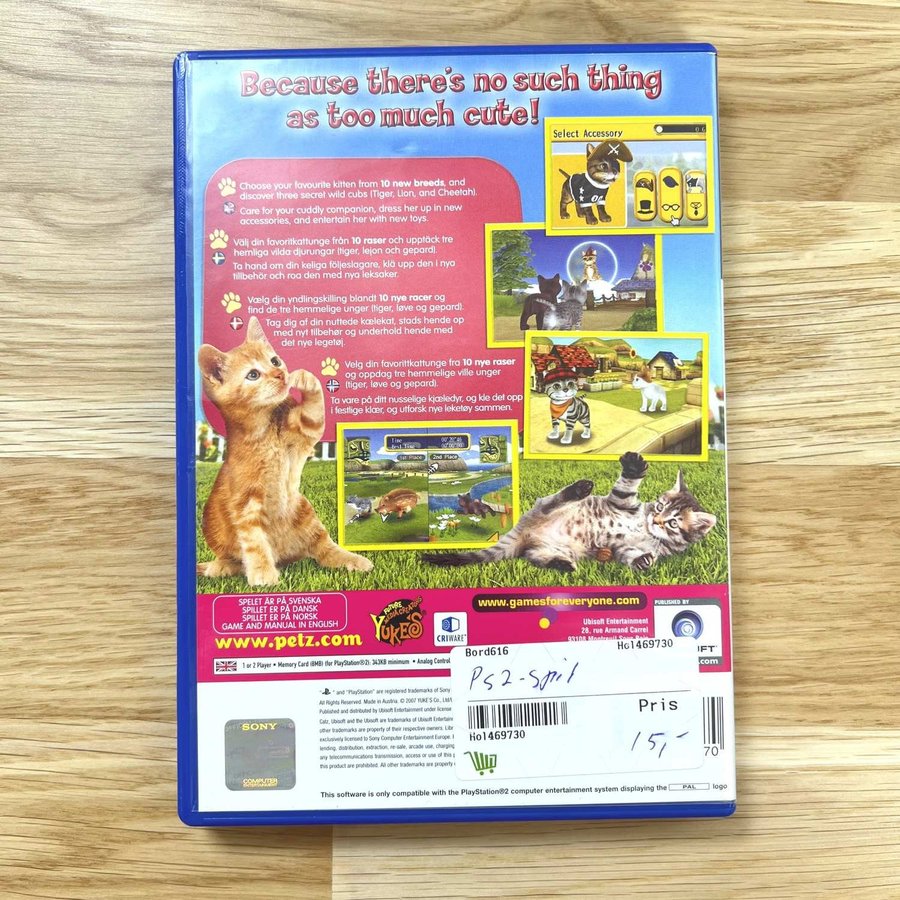 Because there's no such thing
as too much cute!
Select Accessory
Choose your favourite kitten from 10 new breeds, and
discover three secret wild cubs (Tiger, Lion, and Cheetah).
Care for your cuddly companion, dress her up in new
accessories, and entertain her with new toys.
Välj din favoritkattunge från 10 raser och upptäck tre
hemliga vilda djurungar (tiger, lejon och gepard).
Ta hand om din keliga följeslagare, klä upp den i nya
tillbehör och roa den med nya leksaker.
Vælg din yndlingskilling blandt 10 nye racer og
find de tre hemmelige unger (tiger, løve og gepard).
Tag dig af din nuttede kælekat, stads hende op
med nyt tilbehør og underhold hende med
det nye legetøj.
Velg din favorittkattunge fra 10 nye raser
og oppdag tre hemmelige ville unger
(tiger, løve og gepard).
Ta vare på ditt nusselige kjæledyr, og kle det opp
i festlige klær, og utforsk nye leketøy sammen.
Time
Best Time
1st Place 2nd Place
SPELET ÄR PÅ SVENSKA
SPILLET ER PÅ DANSK
SPILLET ER PÅ NORSK
GAME AND MANUAL IN ENGLISH
www.petz.com
FUTURE MEDIA CREATORS
YUKE'S
CRIWARE
www.gamesforeveryone.com
PUBLISHED BY
Ubisoft Entertainment
28, rue Armand Carrel
93108 Montreuil
1 or 2 Player • Memory Card (8MB) (for PlayStation®2): 343KB minimum • Analog Control
Bord616 Ho1469730
Ps2-spil
Pris
15,-
Ho1469730
70
" and "PlayStation" are registered trademarks of Sony
All Rights Reserved. Made in Austria. © 2007 YUKE'S Co., Ltd/
Published and distributed by Ubisoft Entertainment under license
Catz, Ubisoft and the Ubisoft logo are trademarks of Ubisoft Entertainment
other trademarks are property of their respective owners.
exclusively licensed to Sony Computer Entertainment Europe.
lending, distribution, extraction, re-sale, arcade use, charging
any telecommunications transmission, access or use of this
this product are prohibited. All other trademarks are property
SONY
COMPUTER
ENTERTAINMENT
This software is only compatible with the PlayStation®2 computer entertainment system displaying the PAL logo